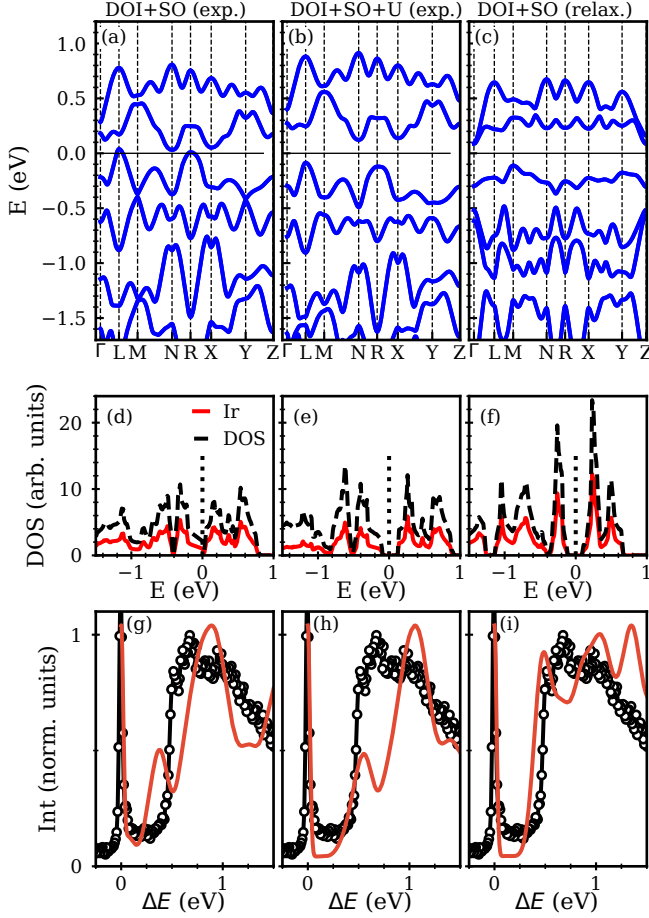 DOI+SO (exp.) DOI+SO+U (exp.) DOI+SO (relax.)
(a) (b) (c)
1.0
0.5
0.0
−0.5
−1.0
−1.5
E (eV)
Γ L M N R X Y Z Γ L M N R X Y Z Γ L M N R X Y Z
(d) (e) (f)
Ir
DOS
20
10
0
DOS (arb. units)
−1 0 1 −1 0 1 −1 0 1
E (eV) E (eV) E (eV)
(g) (h) (i)
1
0
Int (norm. units)
0 1 0 1 0 1
ΔE (eV) ΔE (eV) ΔE (eV)